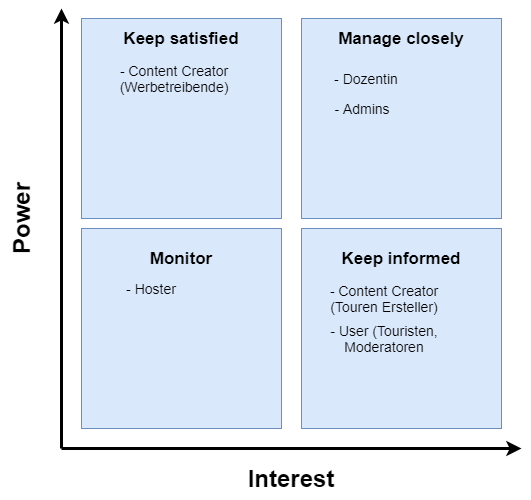 Keep satisfied
- Content Creator
(Werbetreibende)
Manage closely
- Dozentin
- Admins
Power
Monitor
- Hoster
Keep informed
- Content Creator
(Touren Ersteller)
- User (Touristen,
Moderatoren
Interest